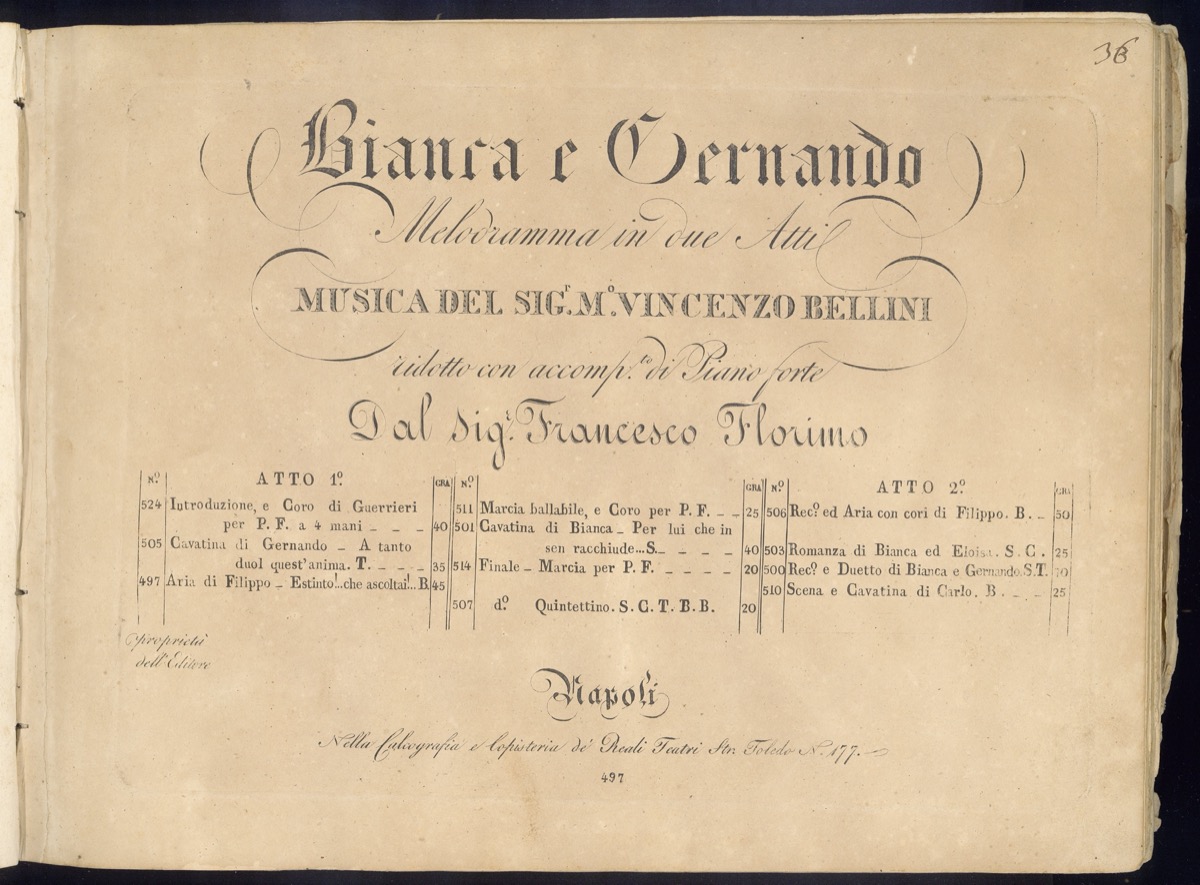 36
Bianca e Gernando
Melodramma in due Atti
MUSICA DEL SIG.r M.o VINCENZO BELLINI
ridotto con accomp.to di Piano forte
Dal Sig.r Francesco Florimo
N.o ATTO 1.o GRA
524 Introduzione, e Coro di Guerrieri
per P. F. a 4 mani _ _ _ 40
505 Cavatina di Gernando _ A tanto
duol quest'anima. T. _ _ _ 35
497 Aria di Filippo _ Estinto!..che ascoltai!... B. 45
N.o GRA
511 Marcia ballabile, e Coro per P. F. _ _ 25
501 Cavatina di Bianca _ Per lui che in
sen racchiude...S. _ _ _ _ 40
514 Finale _ Marcia per P. F. _ _ _ _ 20
507 d.o Quintettino. S. C. T. B. B. 20
N.o ATTO 2.o GRA
506 Rec.o ed Aria con cori di Filippo. B. _ 50
503 Romanza di Bianca ed Eloisa. S. C. 25
500 Rec.o e Duetto di Bianca e Gernando. S.T. 70
510 Scena e Cavatina di Carlo. B. _ _ _ 25
proprietà
dell'Editore
Napoli
Nella Calcografia e Copisteria de' Reali Teatri Str. Toledo N. 177.
497